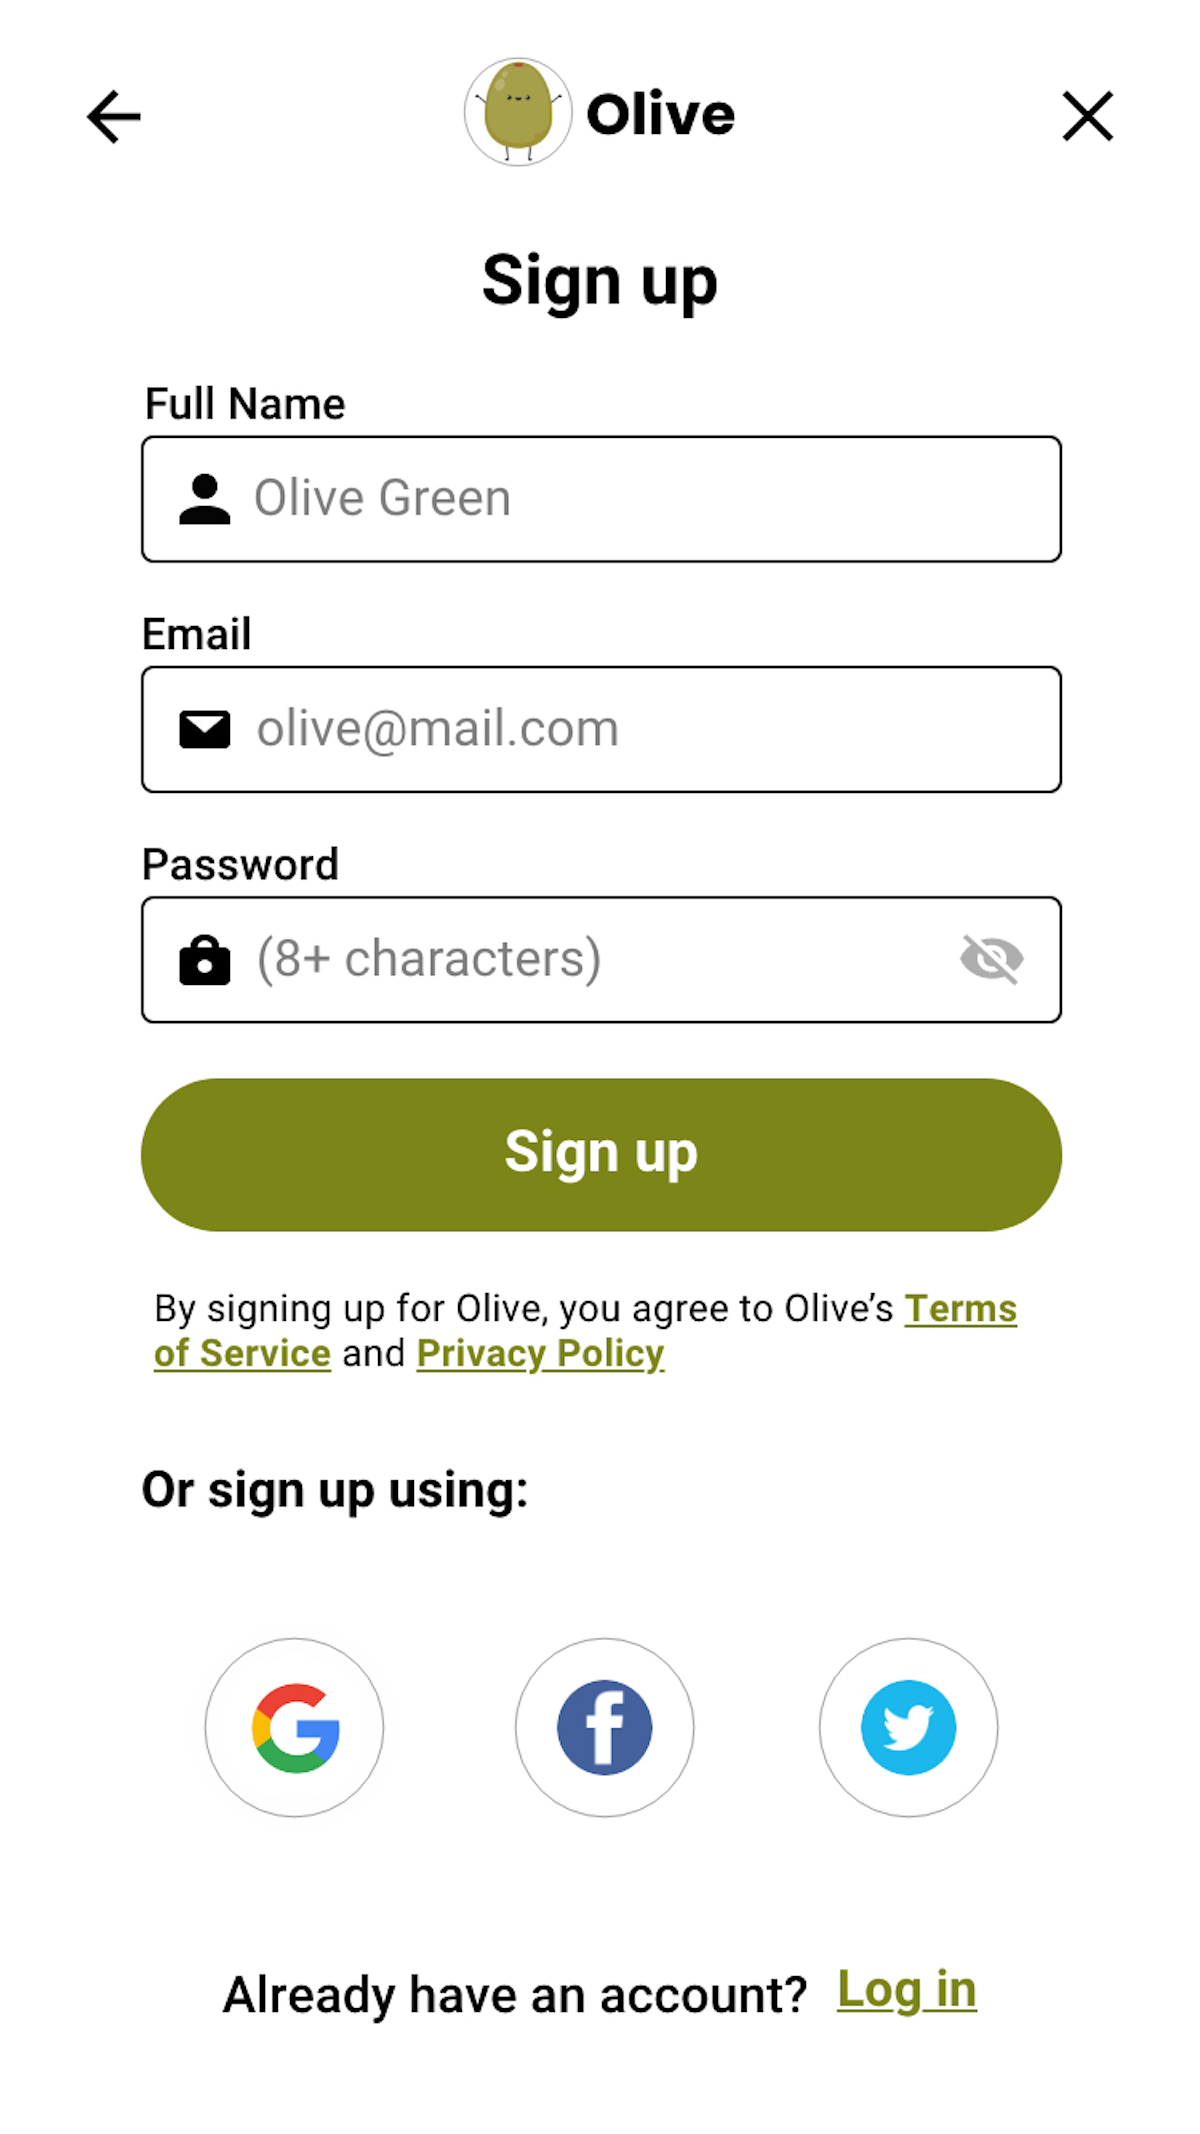 Olive
Sign up
Full Name
Olive Green
Email
olive@mail.com
Password
(8+ characters)
Sign up
By signing up for Olive, you agree to Olive’s Terms
of Service and Privacy Policy
Or sign up using:
Already have an account? Log in